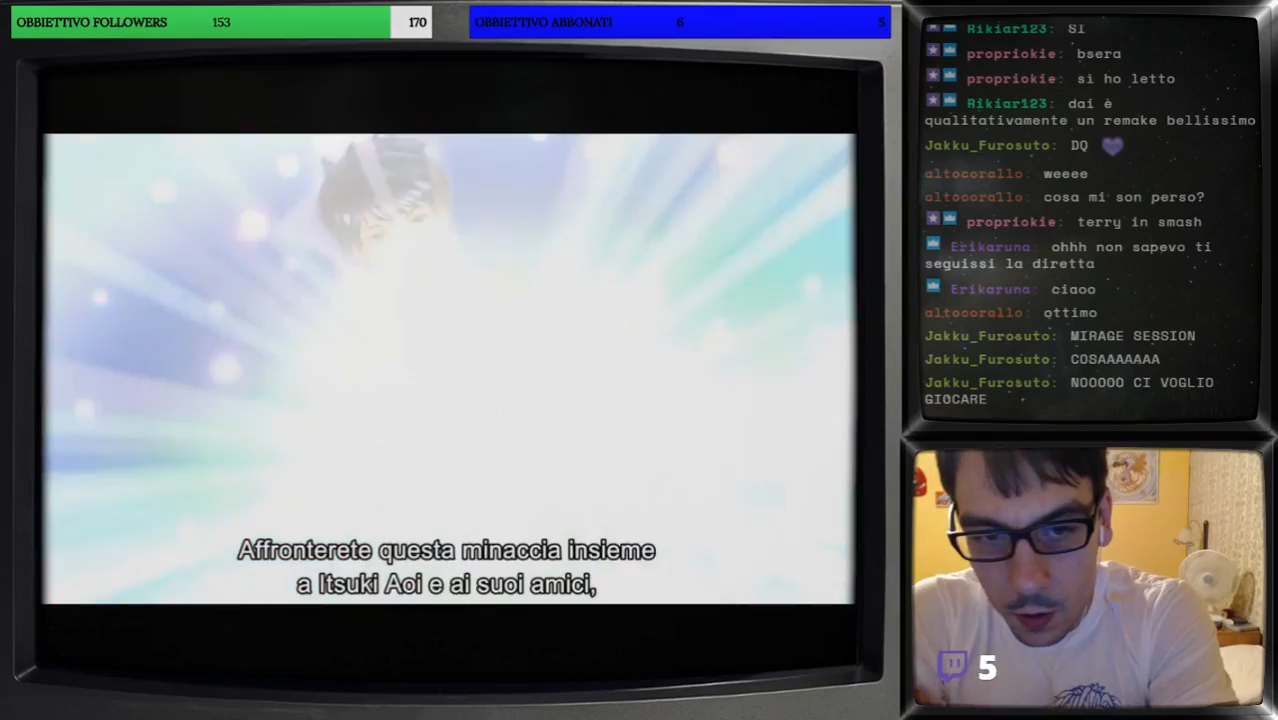 OBBIETTIVO FOLLOWERS 153 170
OBBIETTIVO ABBONATI 6 5
Rikiar123: SI
propriokie: bsera
propriokie: sì ho letto
Rikiar123: dai è
qualitativamente un remake bellissimo
Jakku_Furosuto: DQ
altocorallo: weeee
altocorallo: cosa mi son perso?
propriokie: terry in smash
Erikaruna: ohhh non sapevo ti
seguissi la diretta
Erikaruna: ciaoo
altocorallo: ottimo
Jakku_Furosuto: MIRAGE SESSION
Jakku_Furosuto: COSAAAAAAA
Jakku_Furosuto: NOOOOO CI VOGLIO
GIOCARE
Affronterete questa minaccia insieme
a Itsuki Aoi e ai suoi amici,
5